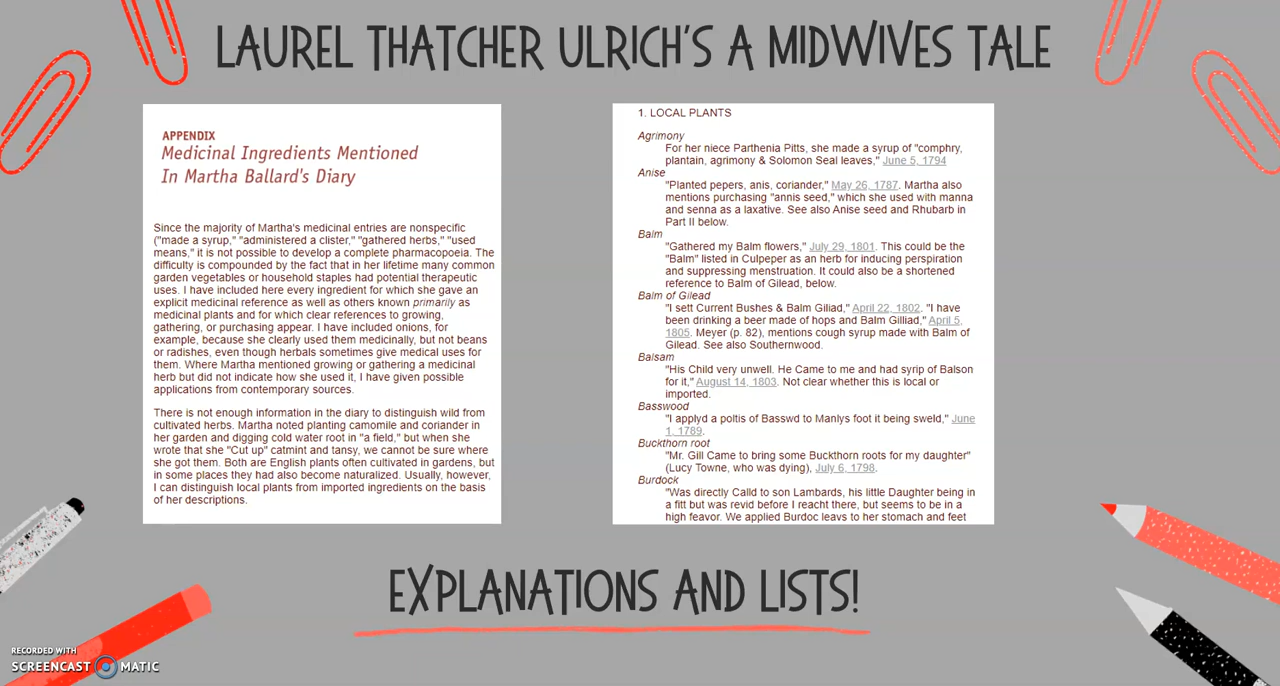 LAUREL THATCHER ULRICH'S A MIDWIVES TALE
APPENDIX
Medicinal Ingredients Mentioned
In Martha Ballard's Diary
Since the majority of Martha's medicinal entries are nonspecific
("made a syrup," "administered a clister," "gathered herbs," "used
means," it is not possible to develop a complete pharmacopoeia. The
difficulty is compounded by the fact that in her lifetime many common
garden vegetables or household staples had potential therapeutic
uses. I have included here every ingredient for which she gave an
explicit medicinal reference as well as others known primarily as
medicinal plants and for which clear references to growing,
gathering, or purchasing appear. I have included onions, for
example, because she clearly used them medicinally, but not beans
or radishes, even though herbals sometimes give medical uses for
them. Where Martha mentioned growing or gathering a medicinal
herb but did not indicate how she used it, I have given possible
applications from contemporary sources.
There is not enough information in the diary to distinguish wild from
cultivated herbs. Martha noted planting camomile and coriander in
her garden and digging cold water root in "a field," but when she
wrote that she "Cut up" catmint and tansy, we cannot be sure where
she got them. Both are English plants often cultivated in gardens, but
in some places they had also become naturalized. Usually, however,
I can distinguish local plants from imported ingredients on the basis
of her descriptions.
1. LOCAL PLANTS
Agrimony
For her niece Parthenia Pitts, she made a syrup of "comphry,
plantain, agrimony & Solomon Seal leaves," June 5, 1794
Anise
"Planted pepers, anis, coriander," May 26, 1787. Martha also
mentions purchasing "annis seed," which she used with manna
and senna as a laxative. See also Anise seed and Rhubarb in
Part II below.
Balm
"Gathered my Balm flowers," July 29, 1801. This could be the
"Balm" listed in Culpeper as an herb for inducing perspiration
and suppressing menstruation. It could also be a shortened
reference to Balm of Gilead, below.
Balm of Gilead
"I sett Current Bushes & Balm Giliad," April 22, 1802. "I have
been drinking a beer made of hops and Balm Gilliad," April 5,
1805. Meyer (p. 82), mentions cough syrup made with Balm of
Gilead. See also Southernwood.
Balsam
"His Child very unwell. He Came to me and had syrip of Balson
for it," August 14, 1803. Not clear whether this is local or
imported.
Basswood
"I applyd a poltis of Basswd to Manlys foot it being sweld," June
1, 1789.
Buckthorn root
"Mr. Gill Came to bring some Buckthorn roots for my daughter"
(Lucy Towne, who was dying), July 6, 1798.
Burdock
"Was directly Calld to son Lambards, his little Daughter being in
a fitt but was revid before I reacht there, but seems to be in a
high feavor. We applyed Burdoc leavs to her stomach and feet
EXPLANATIONS AND LISTS!
RECORDED WITH
SCREENCAST MATIC